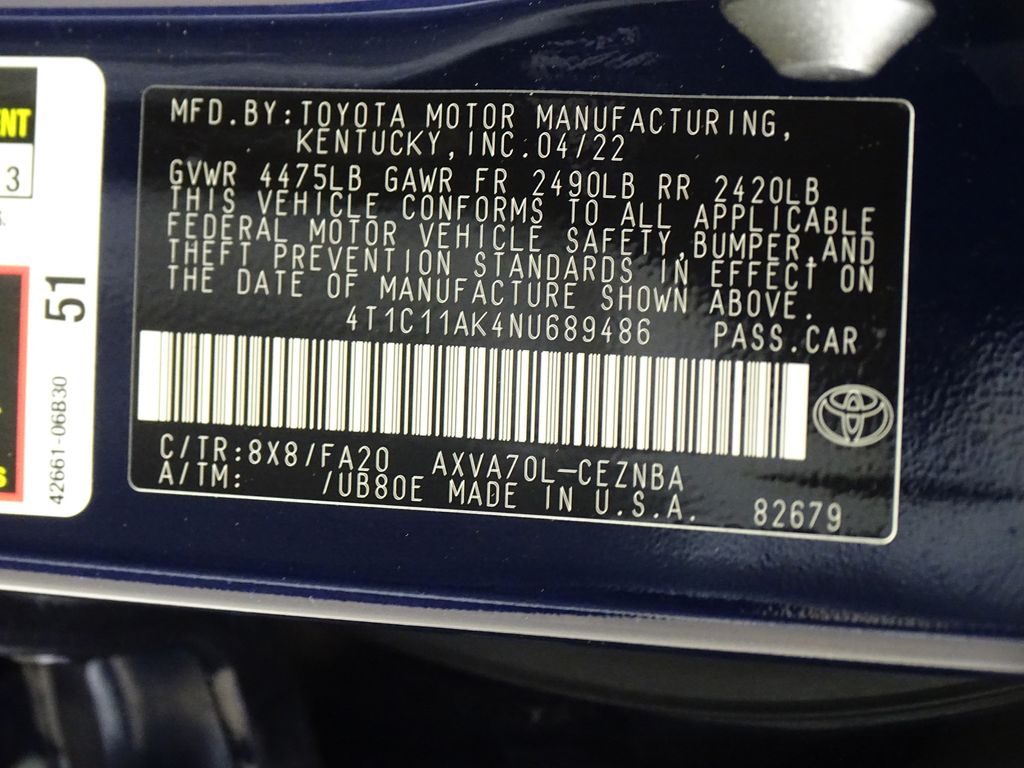 MFD.BY:TOYOTA MOTOR MANUFACTURING,
KENTUCKY,INC.04/22
GVWR 4475LB GAWR FR 2490LB RR 2420LB
THIS VEHICLE CONFORMS TO ALL APPLICABLE
FEDERAL MOTOR VEHICLE SAFETY,BUMPER,AND
THEFT PREVENTION STANDARDS IN EFFECT ON
THE DATE OF MANUFACTURE SHOWN ABOVE.
4T1C11AK4NU689486 PASS.CAR
C/TR:8X8/FA20 AXVA70L-CEZNBA
A/TM: /UB80E MADE IN U.S.A. 82679
3
51
42661-06B30